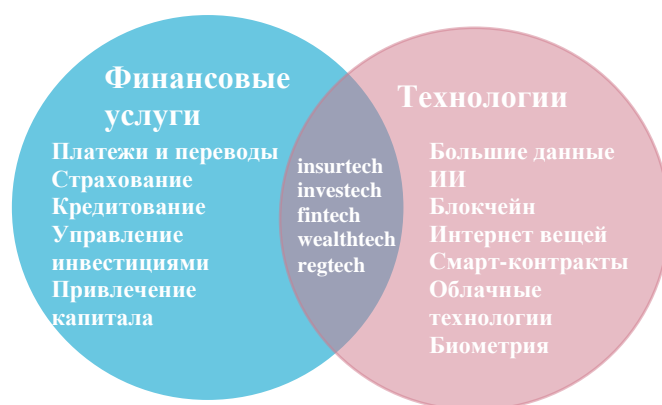 Финансовые
услуги
Платежи и переводы
Страхование
Кредитование
Управление
инвестициями
Привлечение
капитала
insurtech
investech
fintech
wealthtech
regtech
Технологии
Большие данные
ИИ
Блокчейн
Интернет вещей
Смарт-контракты
Облачные
технологии
Биометрия